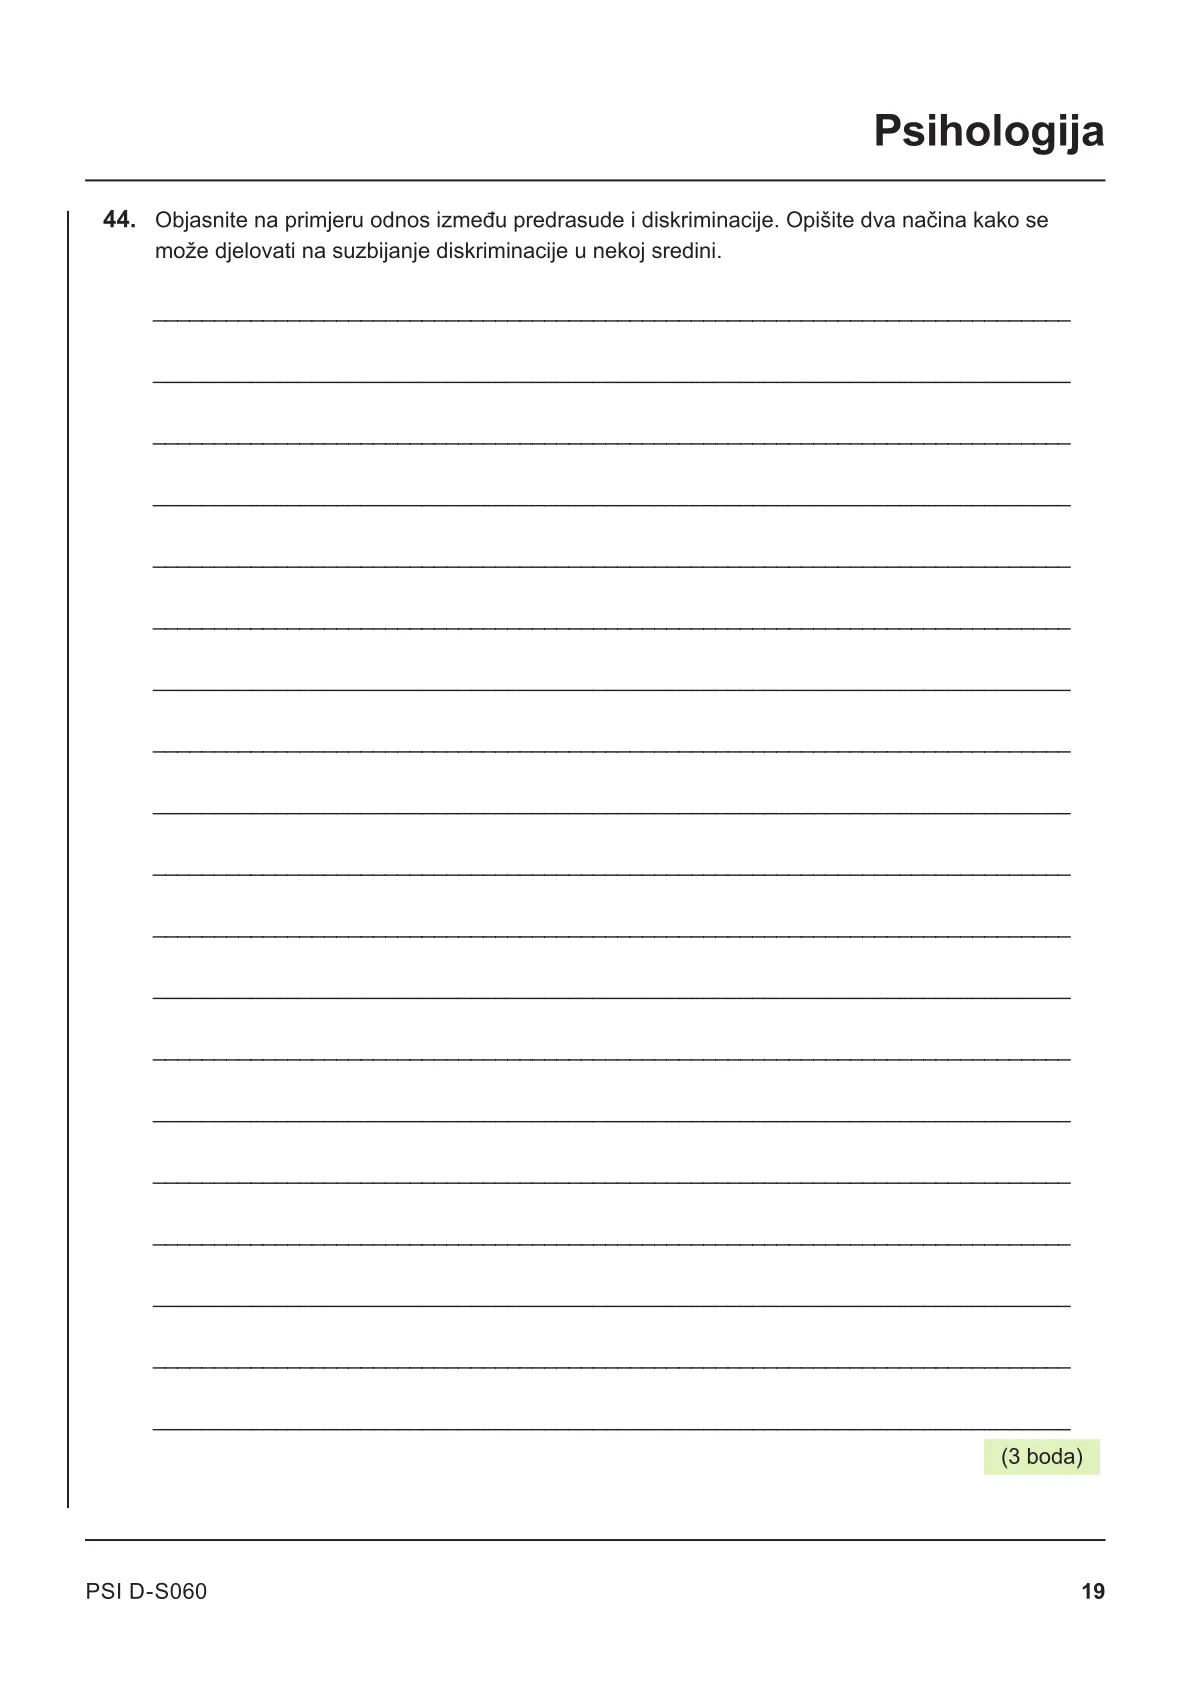 Psihologija
44. Objasnite na primjeru odnos između predrasude i diskriminacije. Opišite dva načina kako se
može djelovati na suzbijanje diskriminacije u nekoj sredini.
(3 boda)
PSI D-S060
19